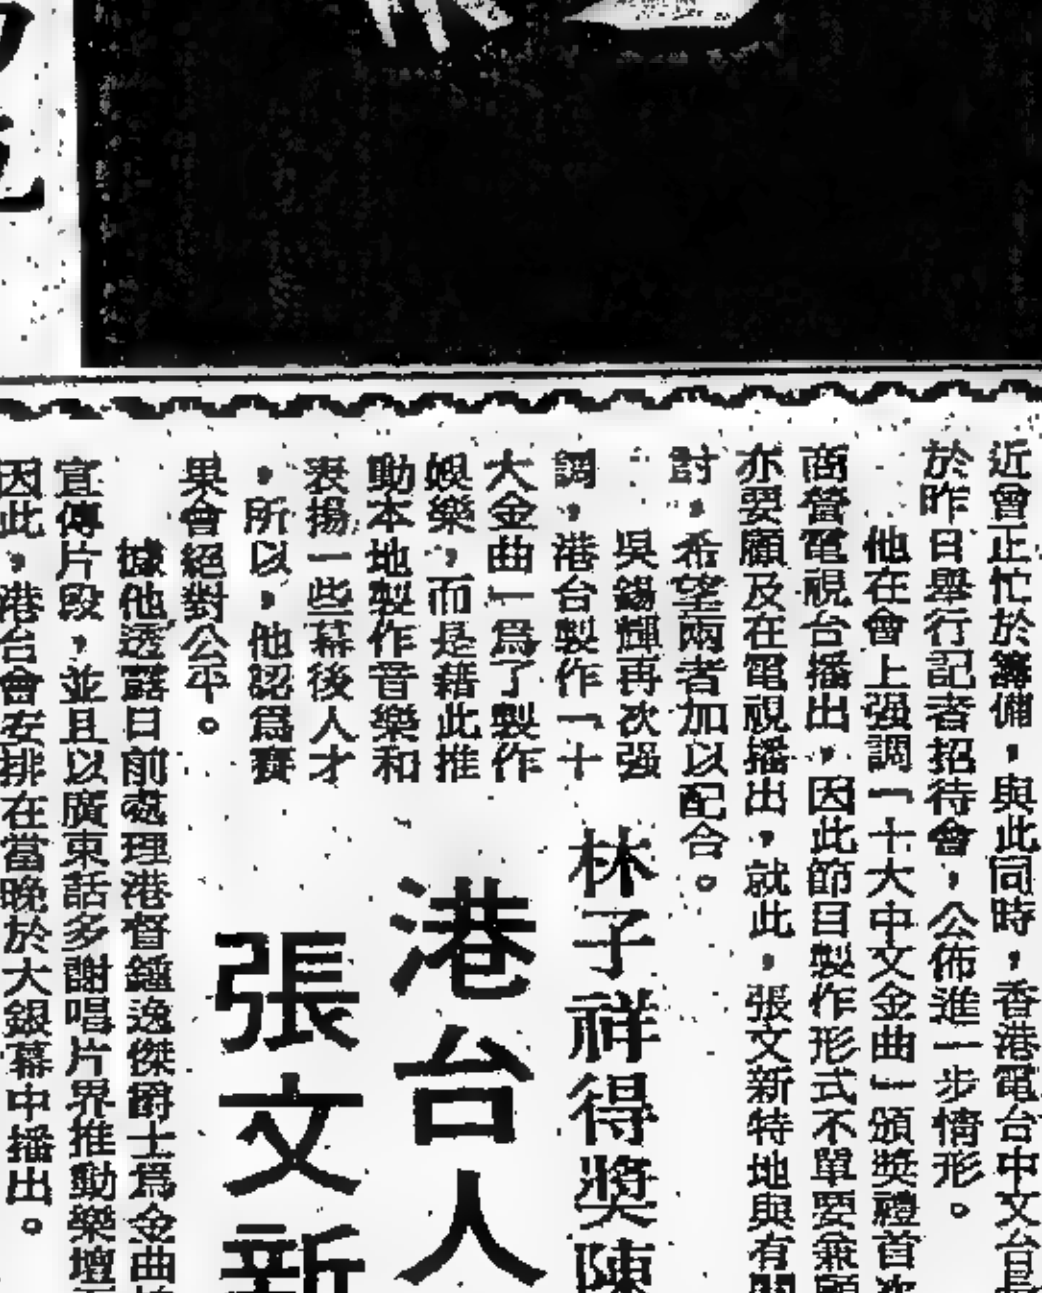 近會正忙於籌備，與此同時，香港電台中文台
於昨日舉行記者招待會，公佈進一步情形。
他在會上强調「十大中文金曲」頒獎禮首次
商營電視台播出，因此節目製作形式不單要兼顧
亦要顧及在電視播出，就此，張文新特地與有關
討，希望兩者加以配合。
吳錫輝再次强
調，港台製作「十
大金曲」爲了製作
娛樂，而是藉此推
動本地製作音樂和
表揚一些幕後人才
，所以，他認爲賽
果會絕對公平。
林子祥得獎陳
港台人
張文新
據他透露日前處理港督鍾逸傑爵士爲金曲
宣傳片段，並且以廣東話多謝唱片界推動樂壇
因此，港台會安排在當晚於大銀幕中播出。